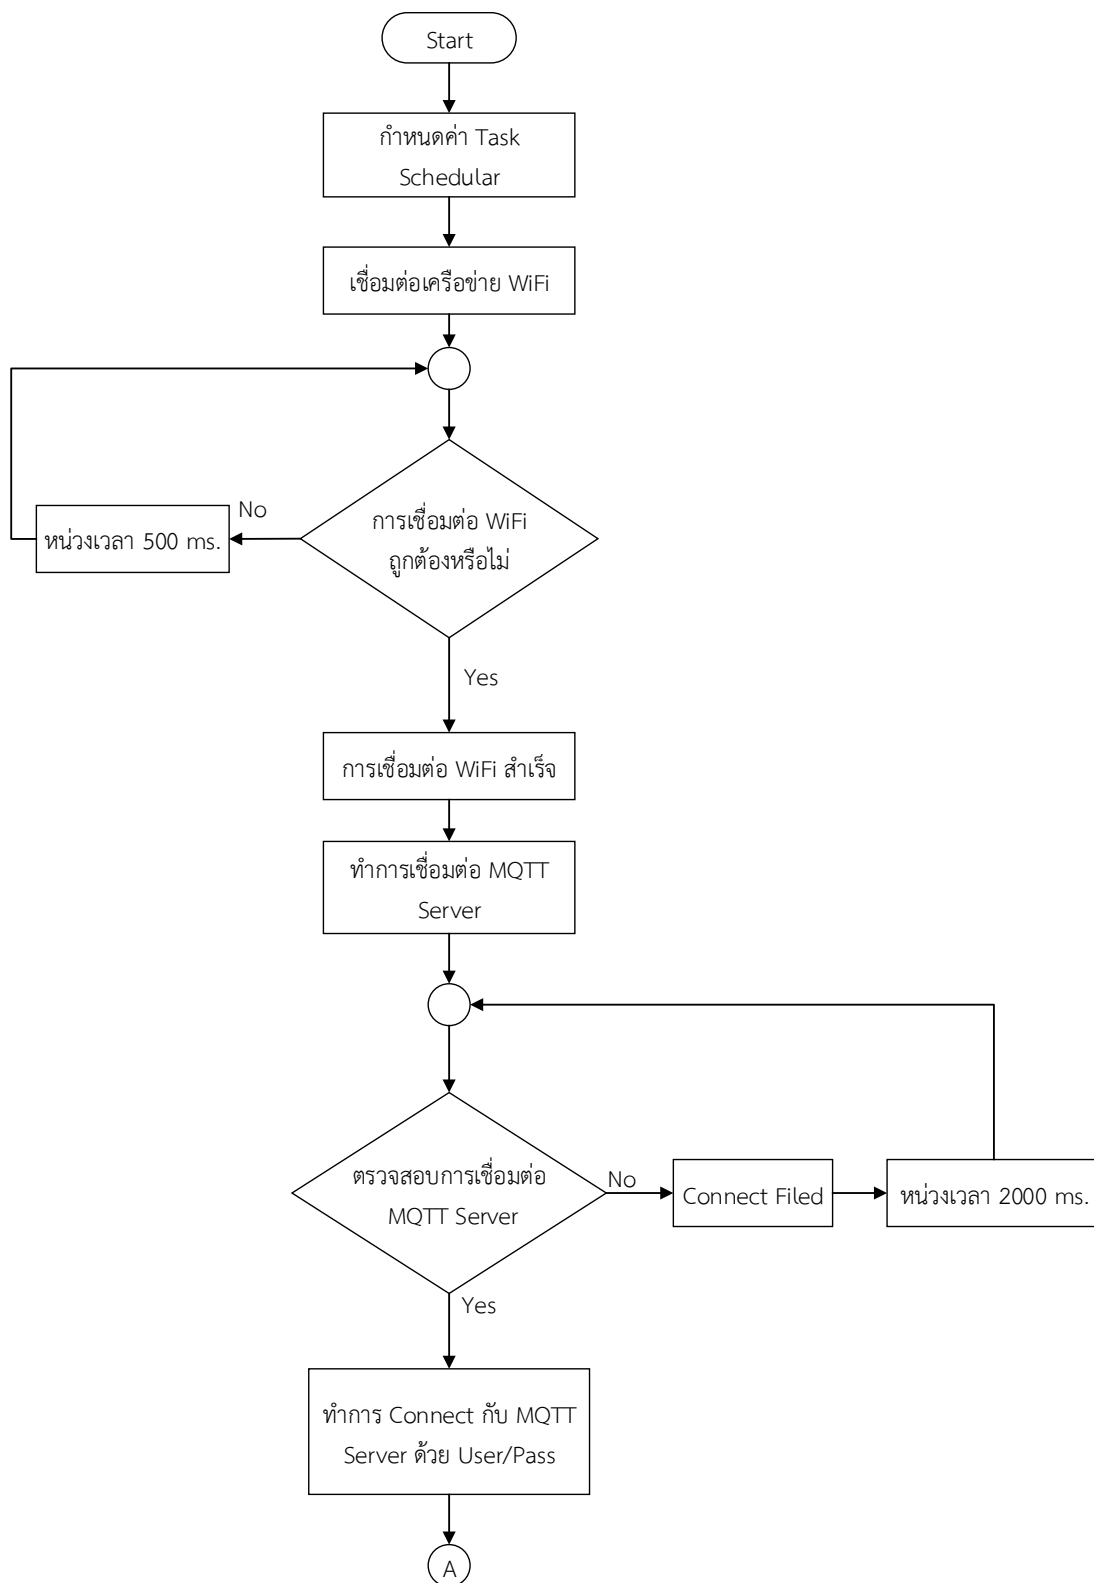 Start
กำหนดค่า Task
Schedular
เชื่อมต่อเครือข่าย WiFi
No
หน่วงเวลา 500 ms.
การเชื่อมต่อ WiFi
ถูกต้องหรือไม่
Yes
การเชื่อมต่อ WiFi สำเร็จ
ทำการเชื่อมต่อ MQTT
Server
ตรวจสอบการเชื่อมต่อ
MQTT Server
No
Connect Filed
หน่วงเวลา 2000 ms.
Yes
ทำการ Connect กับ MQTT
Server ด้วย User/Pass
A